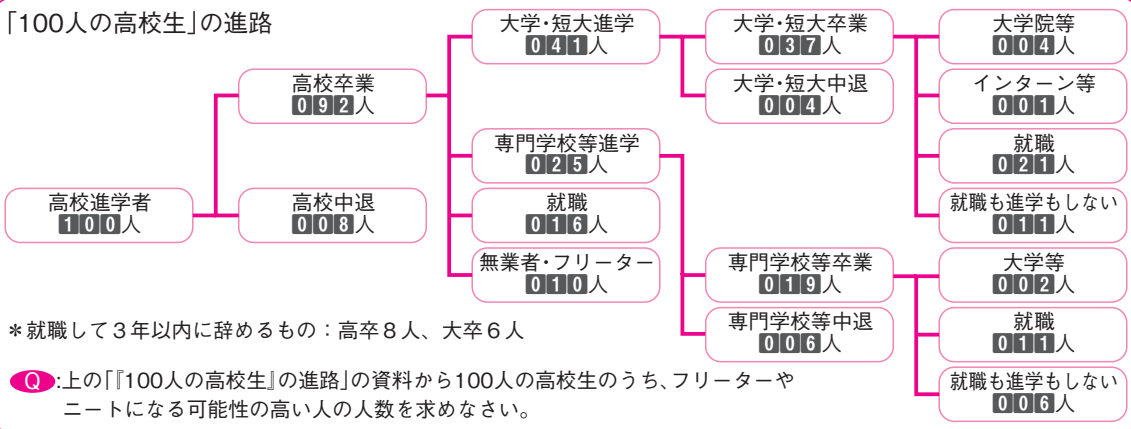 「100人の高校生」の進路
高校進学者
100人
高校卒業
092人
高校中退
008人
大学・短大進学
041人
専門学校等進学
025人
就職
016人
無業者・フリーター
010人
大学・短大卒業
037人
大学・短大中退
004人
専門学校等卒業
019人
専門学校等中退
006人
大学院等
004人
インターン等
001人
就職
021人
就職も進学もしない
011人
大学等
002人
就職
011人
就職も進学もしない
006人
＊就職して3年以内に辞めるもの：高卒8人、大卒6人
Q:上の「『100人の高校生』の進路」の資料から100人の高校生のうち、フリーターや
ニートになる可能性の高い人の人数を求めなさい。